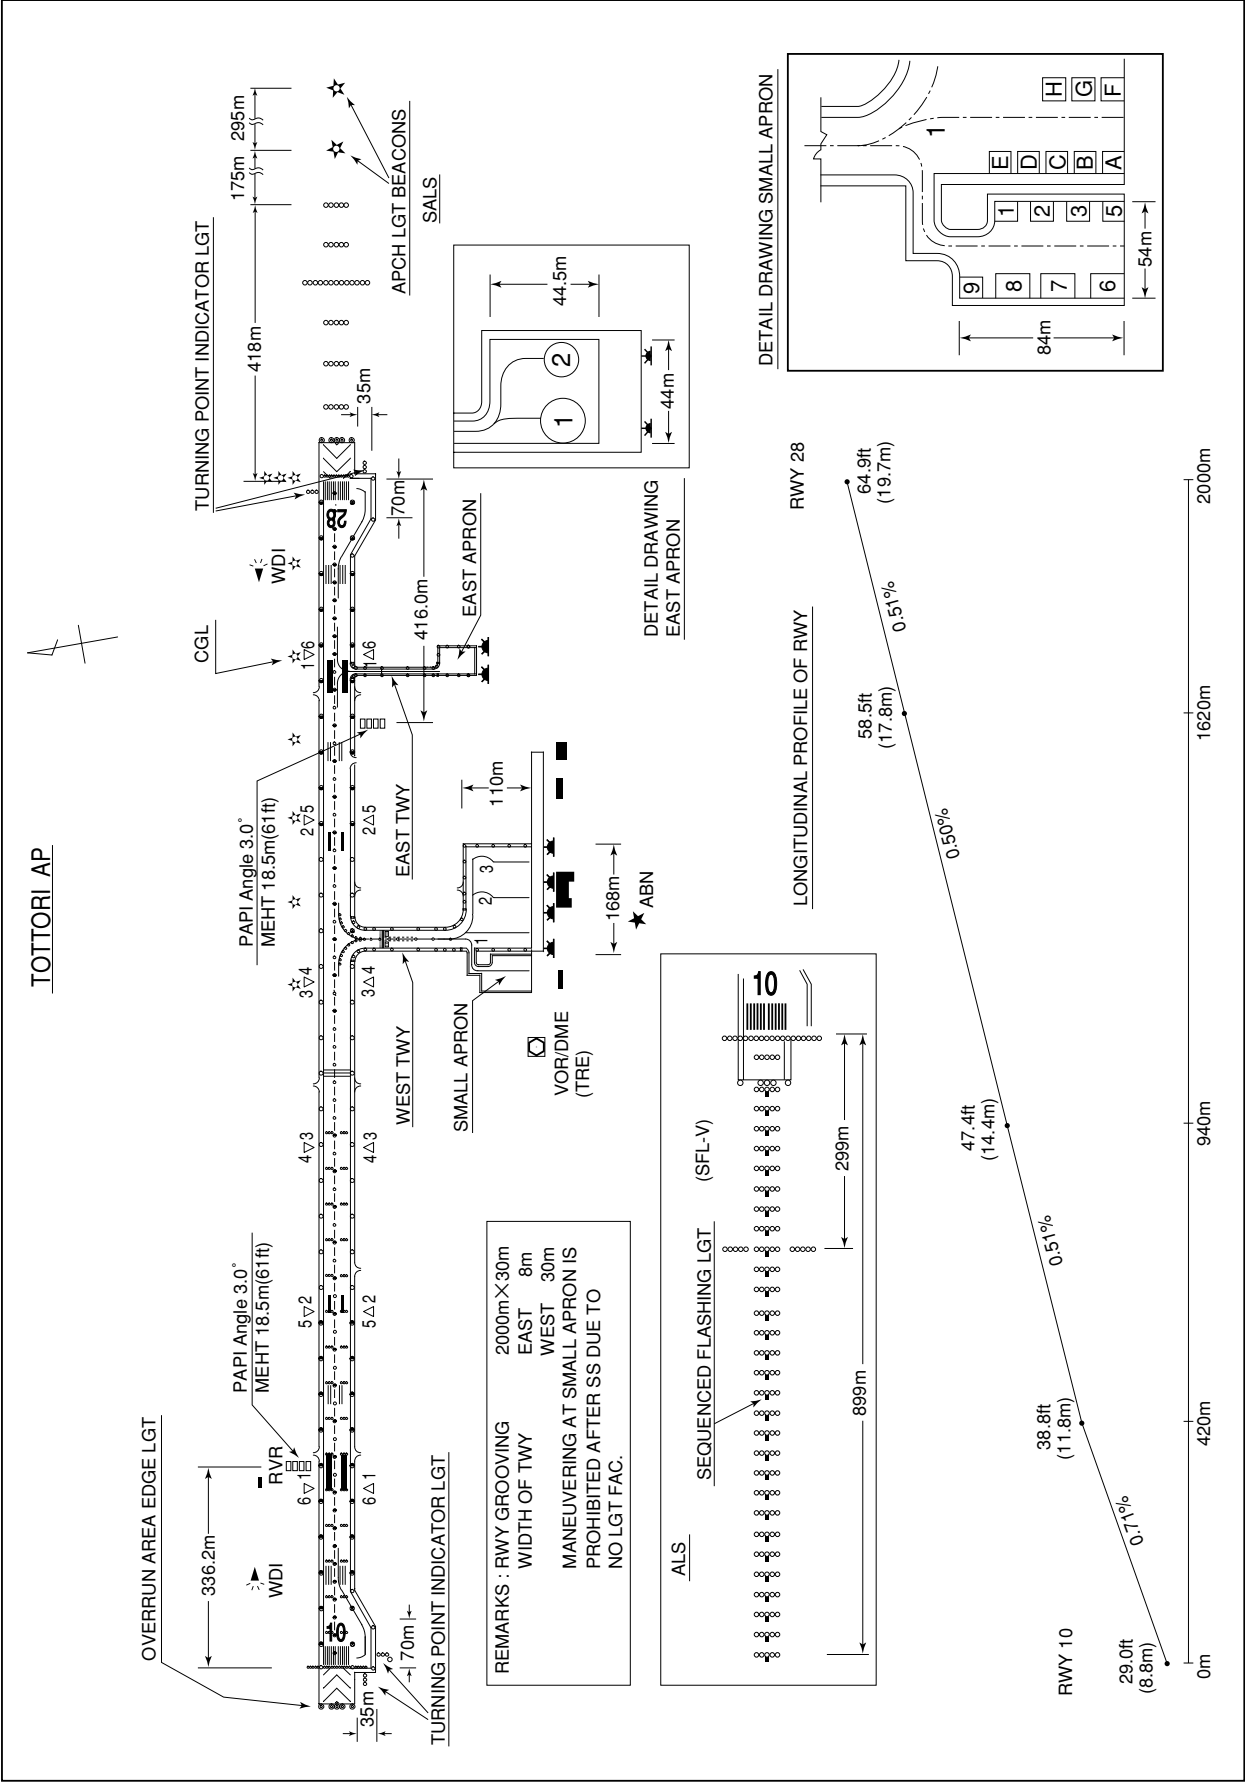 TOTTORI AP
TURNING POINT INDICATOR LGT
175m
295m
418m
APCH LGT BEACONS
SALS
CGL
WDI
35m
70m
28
PAPI Angle 3.0°
MEHT 18.5m(61ft)
1▽6
1△6
416.0m
EAST APRON
EAST TWY
2▽5
2△5
3▽4
3△4
4▽3
4△3
5▽2
5△2
6▽1
6△1
110m
168m
1
2
3
ABN
WEST TWY
SMALL APRON
VOR/DME
(TRE)
OVERRUN AREA EDGE LGT
PAPI Angle 3.0°
MEHT 18.5m(61ft)
RVR
336.2m
WDI
10
70m
35m
TURNING POINT INDICATOR LGT
44.5m
44m
1
2
DETAIL DRAWING
EAST APRON
REMARKS : RWY GROOVING 2000m×30m
WIDTH OF TWY EAST 8m
WEST 30m
MANEUVERING AT SMALL APRON IS
PROHIBITED AFTER SS DUE TO
NO LGT FAC.
ALS
SEQUENCED FLASHING LGT
(SFL-V)
10
299m
899m
DETAIL DRAWING SMALL APRON
1
9
8
7
6
1
2
3
5
E
D
C
B
A
H
G
F
84m
54m
LONGITUDINAL PROFILE OF RWY
RWY 10
RWY 28
29.0ft
(8.8m)
0.71%
38.8ft
(11.8m)
0.51%
47.4ft
(14.4m)
0.50%
58.5ft
(17.8m)
0.51%
64.9ft
(19.7m)
0m
420m
940m
1620m
2000m